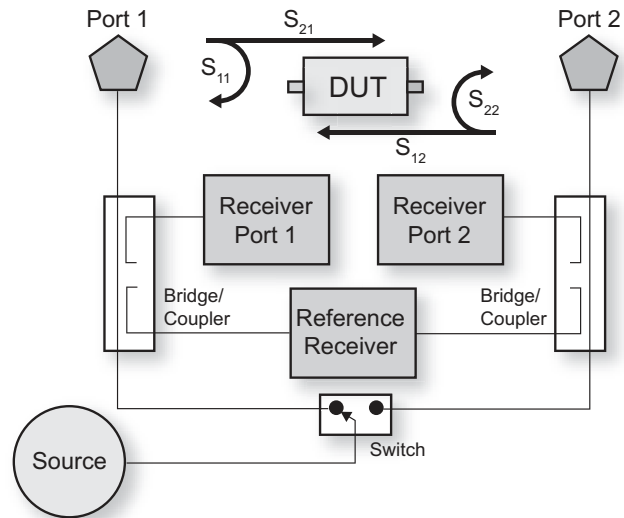 Port 1
Port 2
S21
S11
DUT
S22
S12
Receiver
Port 1
Receiver
Port 2
Bridge/
Coupler
Bridge/
Coupler
Reference
Receiver
Switch
Source